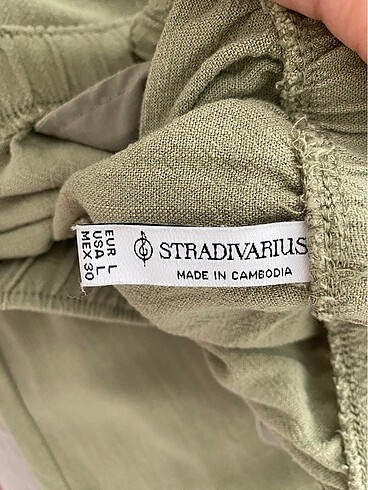 STRADIVARIUS
MADE IN CAMBODIA
EUR L
USA L
MEX 30